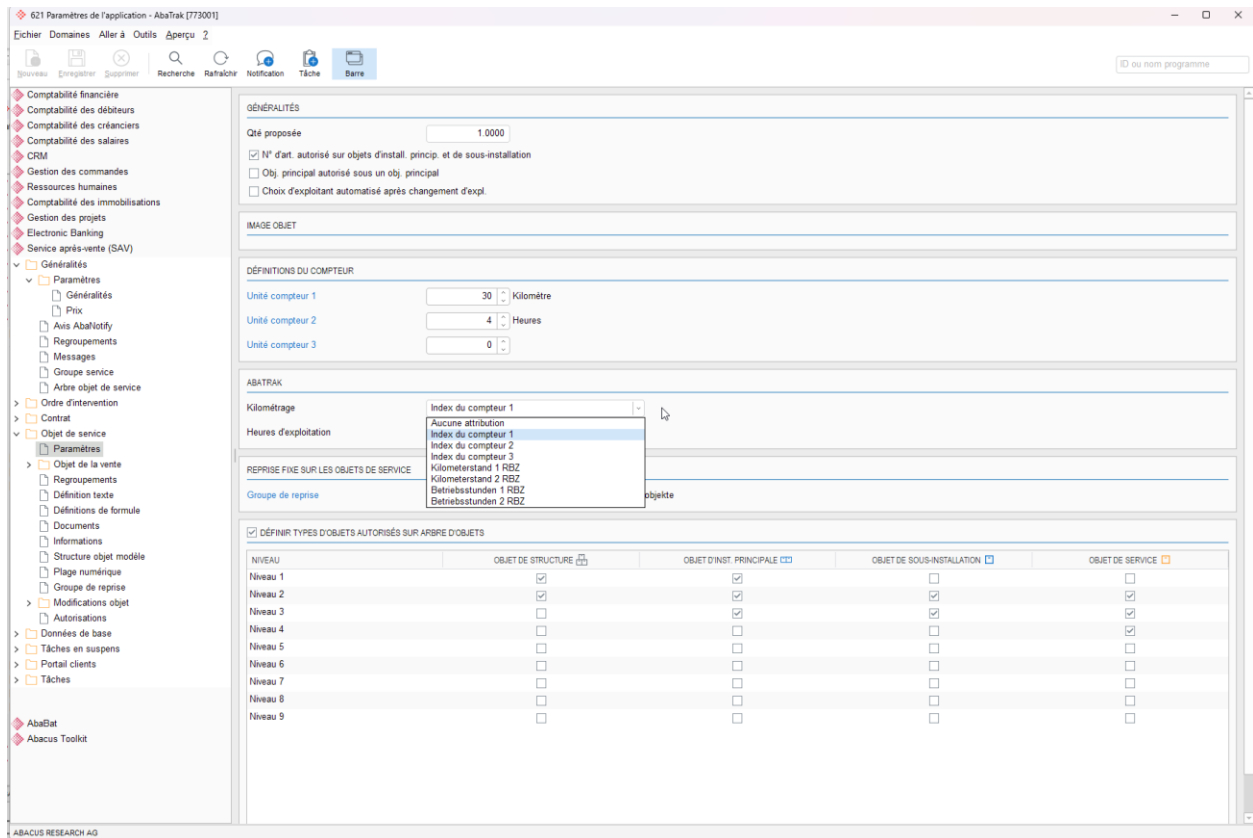 621 Paramètres de l'application - AbaTrak [773001]
Fichier Domaines Aller à Outils Aperçu ?
Nouveau Enregistrer Supprimer Recherche Rafraîchir Notification Tâche Barre
ID ou nom programme
Comptabilité financière
Comptabilité des débiteurs
Comptabilité des créanciers
Comptabilité des salaires
CRM
Gestion des commandes
Ressources humaines
Comptabilité des immobilisations
Gestion des projets
Electronic Banking
Service après-vente (SAV)
Généralités
Paramètres
Généralités
Prix
Avis AbaNotify
Regroupements
Messages
Groupe service
Arbre objet de service
Ordre d'intervention
Contrat
Objet de service
Paramètres
Objet de la vente
Regroupements
Définition texte
Définitions de formule
Documents
Informations
Structure objet modèle
Plage numérique
Groupe de reprise
Modifications objet
Autorisations
Données de base
Tâches en suspens
Portail clients
Tâches
AbaBat
Abacus Toolkit
GÉNÉRALITÉS
Qté proposée 1.0000
N° d'art. autorisé sur objets d'install. princip. et de sous-installation
Obj. principal autorisé sous un obj. principal
Choix d'exploitant automatisé après changement d'expl.
IMAGE OBJET
DÉFINITIONS DU COMPTEUR
Unité compteur 1 30 Kilomètre
Unité compteur 2 4 Heures
Unité compteur 3 0
ABATRAK
Kilométrage Index du compteur 1
Heures d'exploitation
Aucune attribution
Index du compteur 1
Index du compteur 2
Index du compteur 3
Kilometerstand 1 RBZ
Kilometerstand 2 RBZ
Betriebsstunden 1 RBZ
Betriebsstunden 2 RBZ
REPRISE FIXE SUR LES OBJETS DE SERVICE
Groupe de reprise objekte
DÉFINIR TYPES D'OBJETS AUTORISÉS SUR ARBRE D'OBJETS
NIVEAU OBJET DE STRUCTURE OBJET D'INST. PRINCIPALE OBJET DE SOUS-INSTALLATION OBJET DE SERVICE
Niveau 1
Niveau 2
Niveau 3
Niveau 4
Niveau 5
Niveau 6
Niveau 7
Niveau 8
Niveau 9
ABACUS RESEARCH AG